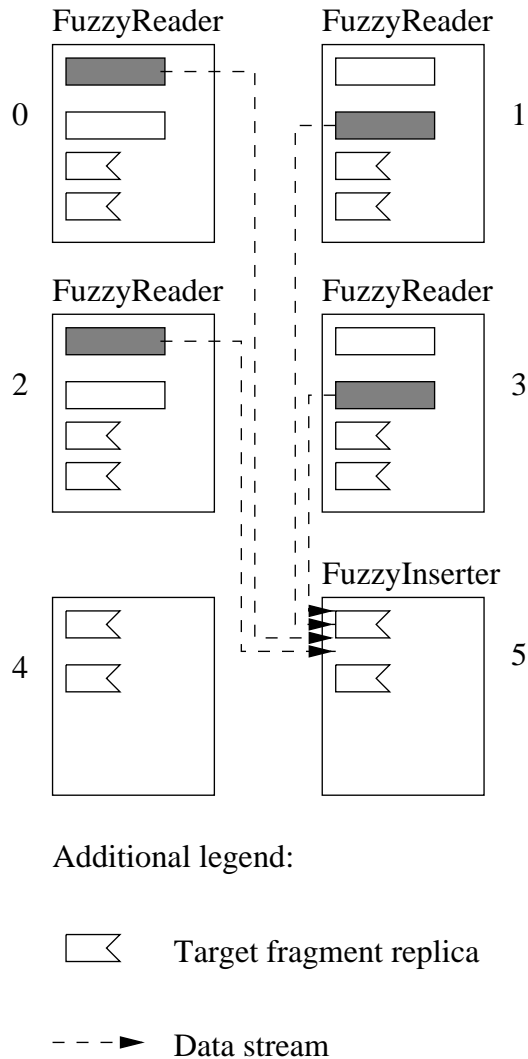 FuzzyReader FuzzyReader
0 1
FuzzyReader FuzzyReader
2 3
FuzzyInserter
4 5
Additional legend:
Target fragment replica
Data stream